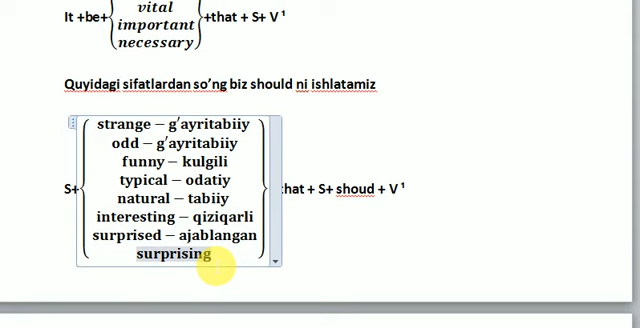 vital
It +be+ important +that + S+ V¹
necessary
Quyidagi sifatlardan so’ng biz should ni ishlatamiz
strange − g′ayritabiiy
odd − g′ayritabiiy
funny − kulgili
typical − odatiy
S+ natural − tabiiy that + S+ shoud + V¹
interesting − qiziqarli
surprised − ajablangan
surprising